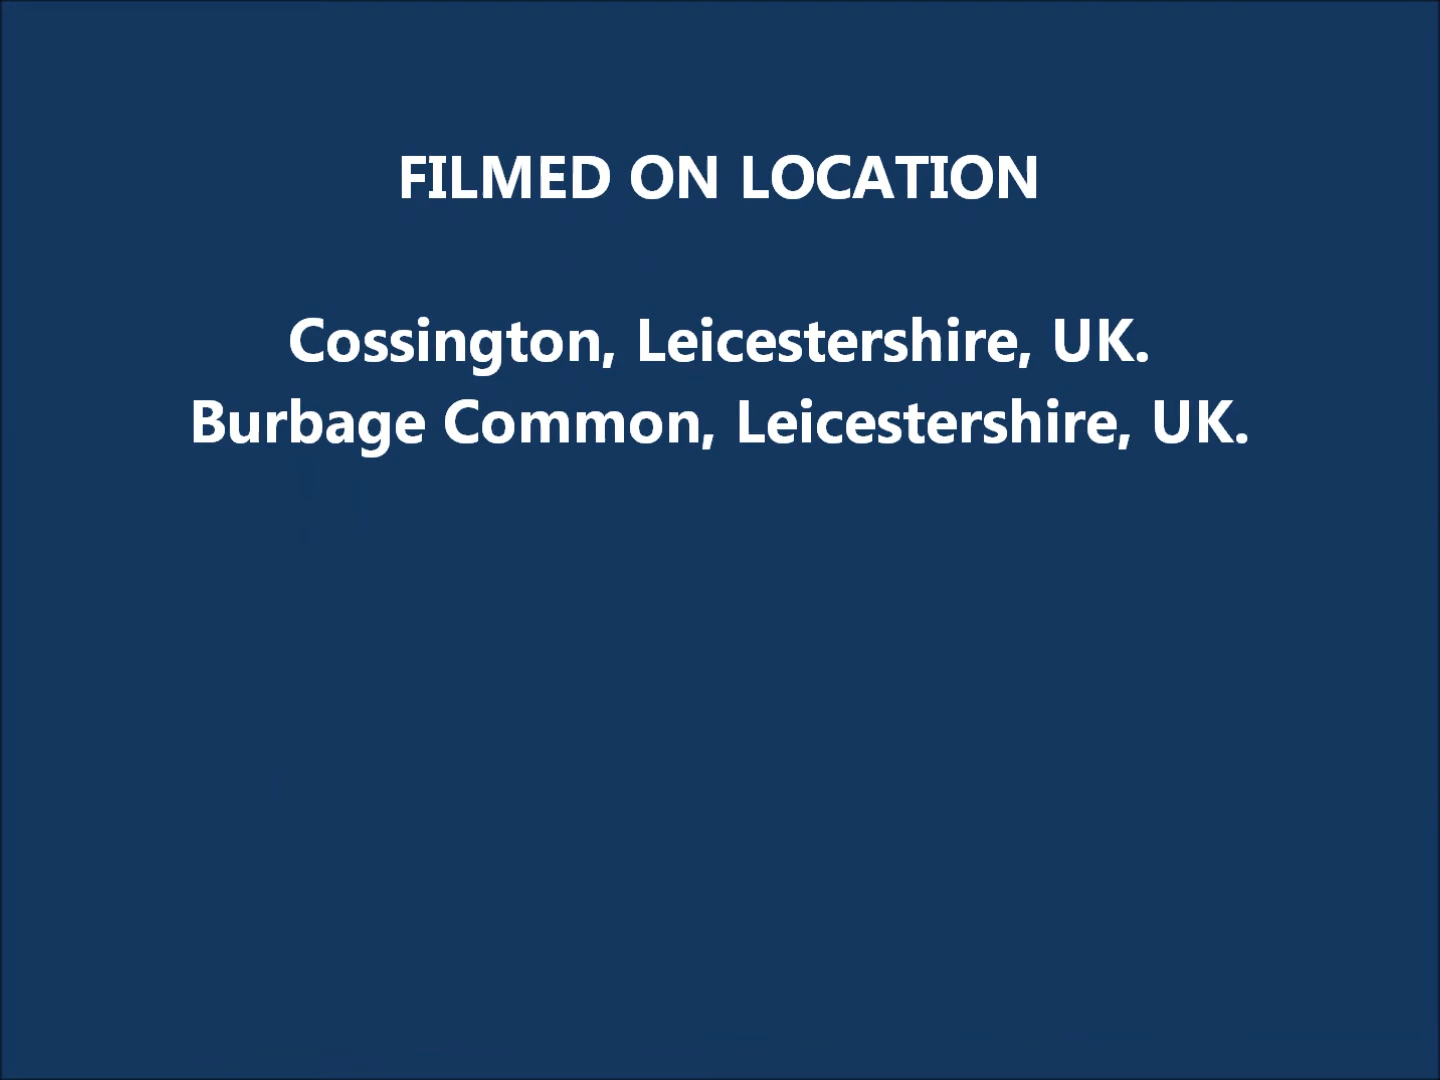 FILMED ON LOCATION
Cossington, Leicestershire, UK.
Burbage Common, Leicestershire, UK.